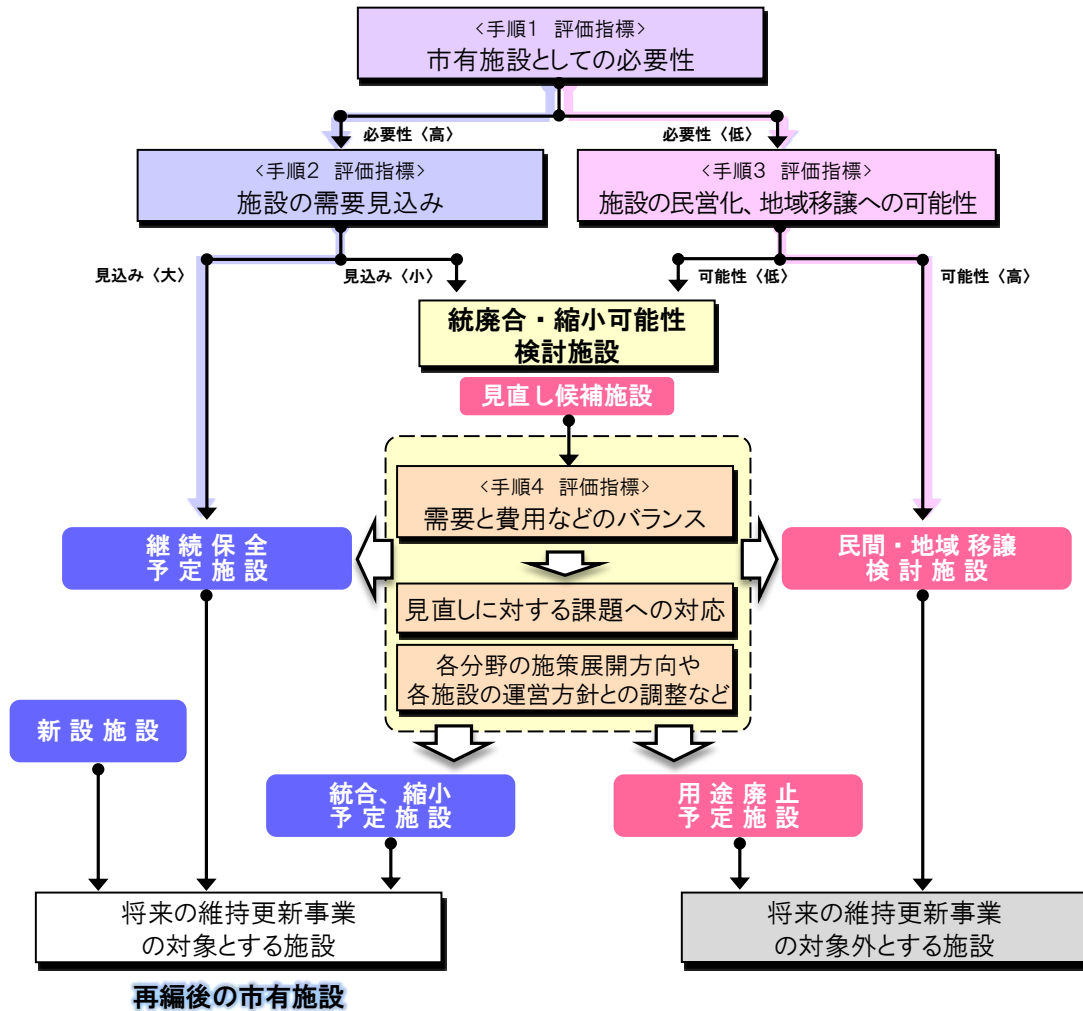 <手順1 評価指標>
市有施設としての必要性
必要性〈高〉
必要性〈低〉
<手順2 評価指標>
施設の需要見込み
<手順3 評価指標>
施設の民営化、地域移譲への可能性
見込み〈大〉
見込み〈小〉
可能性〈低〉
可能性〈高〉
統廃合・縮小可能性
検討施設
見直し候補施設
<手順4 評価指標>
需要と費用などのバランス
継続保全
予定施設
民間・地域移譲
検討施設
見直しに対する課題への対応
各分野の施策展開方向や
各施設の運営方針との調整など
新設施設
統合、縮小
予定施設
用途廃止
予定施設
将来の維持更新事業
の対象とする施設
将来の維持更新事業
の対象外とする施設
再編後の市有施設